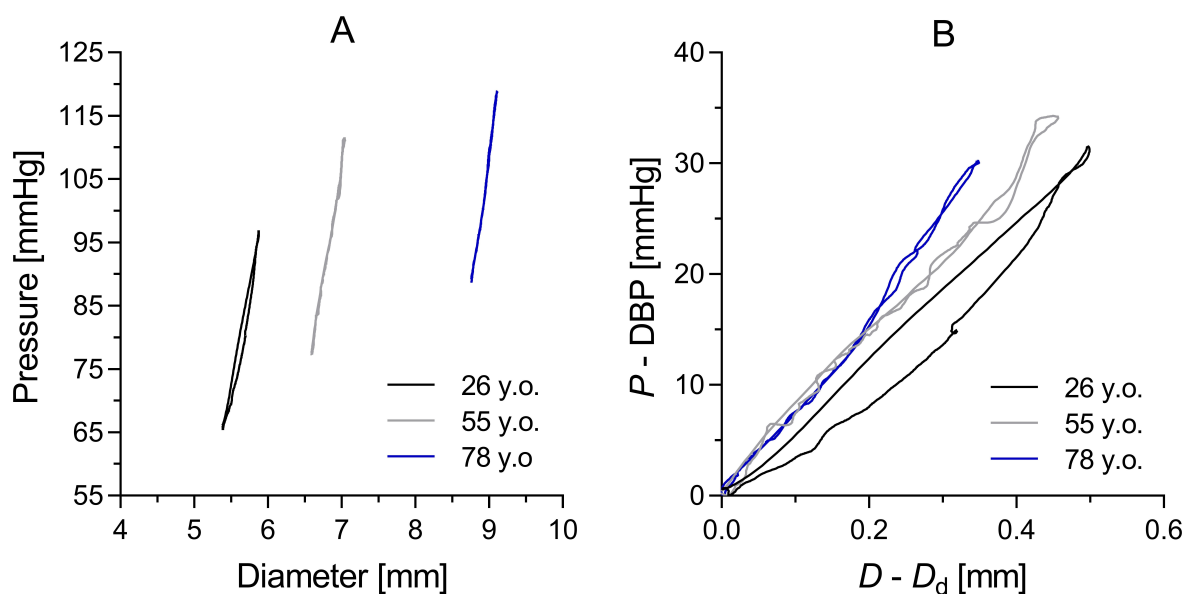 A
125
115
105
95
85
75
65
55
Pressure [mmHg]
4
5
6
7
8
9
10
Diameter [mm]
26 y.o.
55 y.o.
78 y.o
B
40
30
20
10
0
P - DBP [mmHg]
0.0
0.2
0.4
0.6
D - Dd [mm]
26 y.o.
55 y.o.
78 y.o.